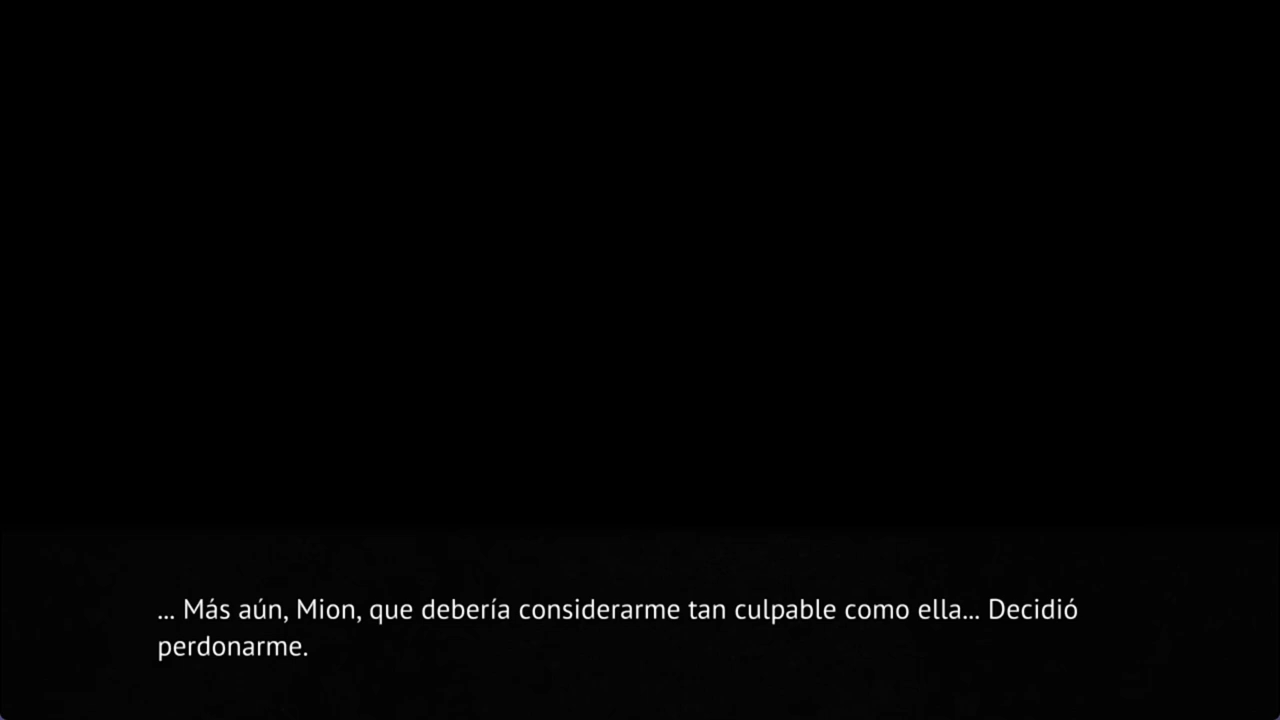 ... Más aún, Mion, que debería considerarme tan culpable como ella... Decidió
perdonarme.